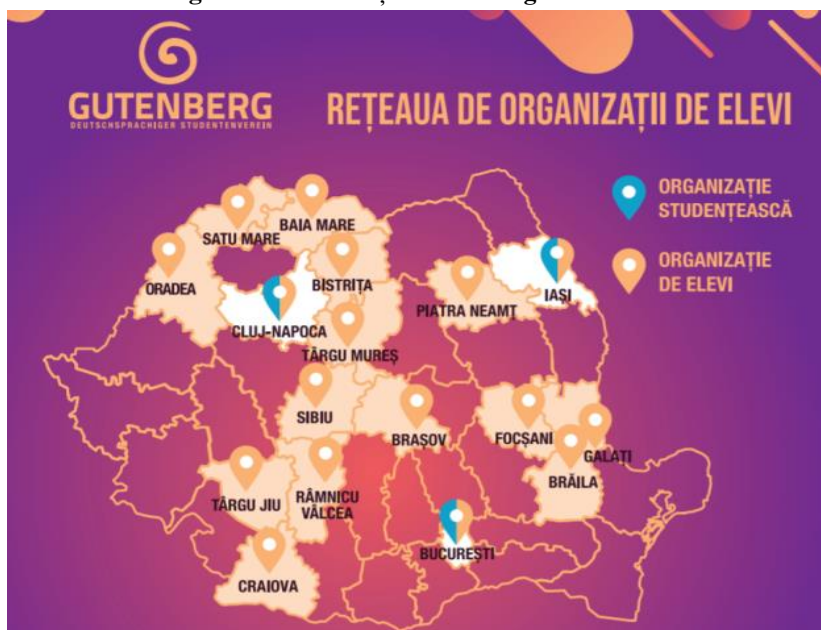 GUTENBERG
DEUTSCHSPRACHIGER STUDENTENVEREIN
REȚEAUA DE ORGANIZAȚII DE ELEVI
ORGANIZAȚIE
STUDENȚEASCĂ
ORGANIZAȚIE
DE ELEVI
BAIA MARE
SATU MARE
ORADEA
BISTRIȚA
IAȘI
PIATRA NEAMȚ
CLUJ-NAPOCA
TÂRGU MUREȘ
SIBIU
BRAȘOV
FOCȘANI
GALAȚI
BRĂILA
TÂRGU JIU
RÂMNICU
VÂLCEA
BUCUREȘTI
CRAIOVA